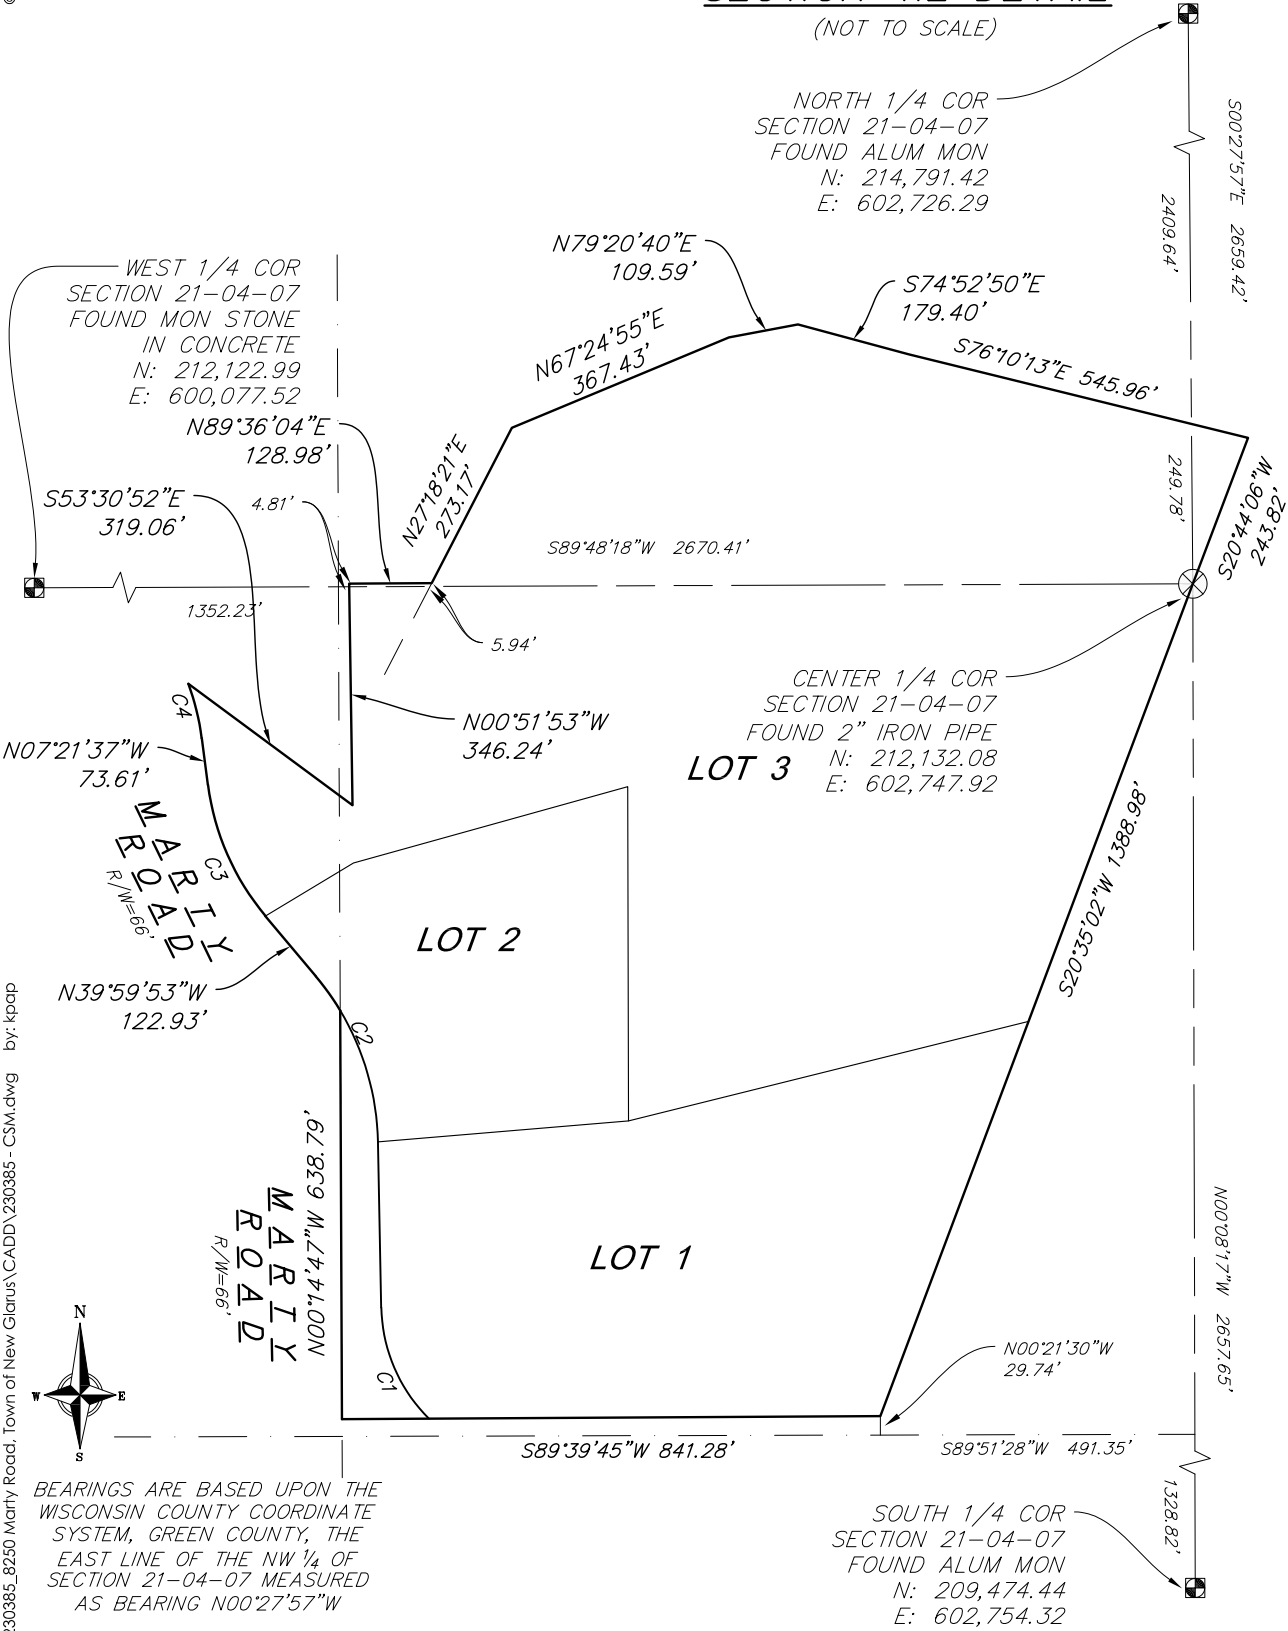 (NOT TO SCALE)
NORTH 1/4 COR
SECTION 21-04-07
FOUND ALUM MON
N: 214,791.42
E: 602,726.29
S00°27'57"E 2659.42'
2409.64'
WEST 1/4 COR
SECTION 21-04-07
FOUND MON STONE
IN CONCRETE
N: 212,122.99
E: 600,077.52
N79°20'40"E
109.59'
S74°52'50"E
179.40'
N67°24'55"E
367.43'
S76°10'13"E 545.96'
N89°36'04"E
128.98'
S53°30'52"E
319.06'
4.81'
N27°18'21"E
273.17'
249.78'
S20°44'06"W
243.82'
S89°48'18"W 2670.41'
1352.23'
5.94'
CENTER 1/4 COR
SECTION 21-04-07
FOUND 2" IRON PIPE
N: 212,132.08
E: 602,747.92
C4
N00°51'53"W
346.24'
N07°21'37"W
73.61'
LOT 3
MARTY
ROAD
R/W=66'
C3
S20°35'02"W 1388.98'
LOT 2
N39°59'53"W
122.93'
C2
N00°14'47"W 638.79'
MARTY
ROAD
R/W=66'
N00°08'17"W 2657.65'
LOT 1
N
W
E
S
C1
N00°21'30"W
29.74'
S89°39'45"W 841.28'
S89°51'28"W 491.35'
1328.82'
BEARINGS ARE BASED UPON THE
WISCONSIN COUNTY COORDINATE
SYSTEM, GREEN COUNTY, THE
EAST LINE OF THE NW ¼ OF
SECTION 21-04-07 MEASURED
AS BEARING N00°27'57"W
SOUTH 1/4 COR
SECTION 21-04-07
FOUND ALUM MON
N: 209,474.44
E: 602,754.32
230385_8250 Marty Road, Town of New Glarus\CADD\230385 - CSM.dwg by: kpap